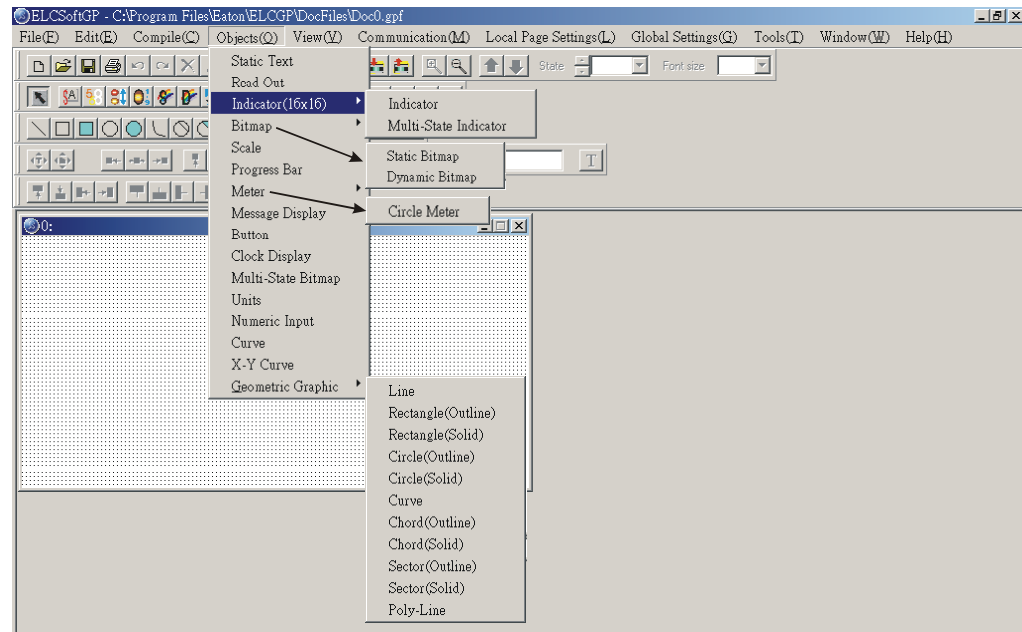 ELCSoftGP - C:\Program Files\Eaton\ELCGP\DocFiles\Doc0.gpf
File(F) Edit(E) Compile(C) Objects(O) View(V) Communication(M) Local Page Settings(L) Global Settings(G) Tools(T) Window(W) Help(H)
State
Font size
Static Text
Read Out
Indicator(16x16)
Bitmap
Scale
Progress Bar
Meter
Message Display
Button
Clock Display
Multi-State Bitmap
Units
Numeric Input
Curve
X-Y Curve
Geometric Graphic
Indicator
Multi-State Indicator
Static Bitmap
Dynamic Bitmap
Circle Meter
Line
Rectangle(Outline)
Rectangle(Solid)
Circle(Outline)
Circle(Solid)
Curve
Chord(Outline)
Chord(Solid)
Sector(Outline)
Sector(Solid)
Poly-Line
0:
T